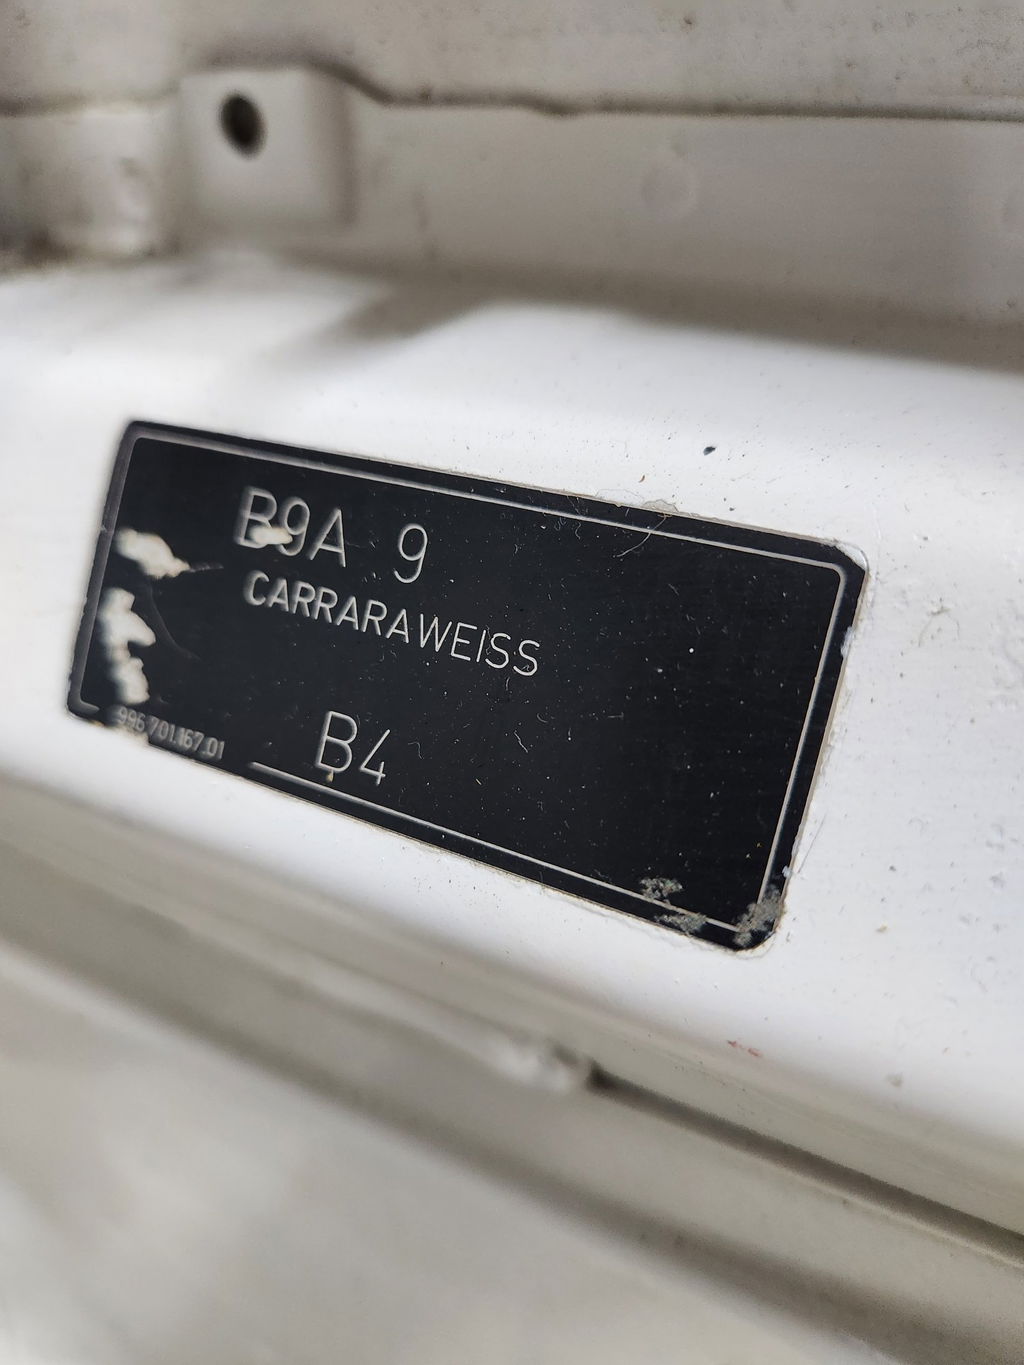 B9A 9
CARRARAWEISS
B4
996.701.167.01